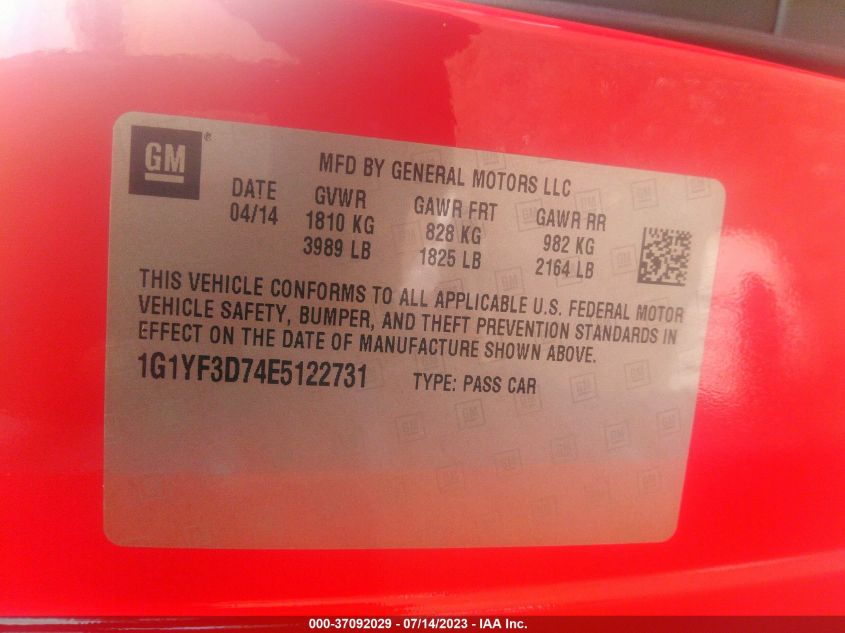 GM®
MFD BY GENERAL MOTORS LLC
DATE GVWR GAWR FRT GAWR RR
04/14 1810 KG 828 KG 982 KG
3989 LB 1825 LB 2164 LB
THIS VEHICLE CONFORMS TO ALL APPLICABLE U.S. FEDERAL MOTOR
VEHICLE SAFETY, BUMPER, AND THEFT PREVENTION STANDARDS IN
EFFECT ON THE DATE OF MANUFACTURE SHOWN ABOVE.
1G1YF3D74E5122731 TYPE: PASS CAR
000-37092029 - 07/14/2023 - IAA Inc.